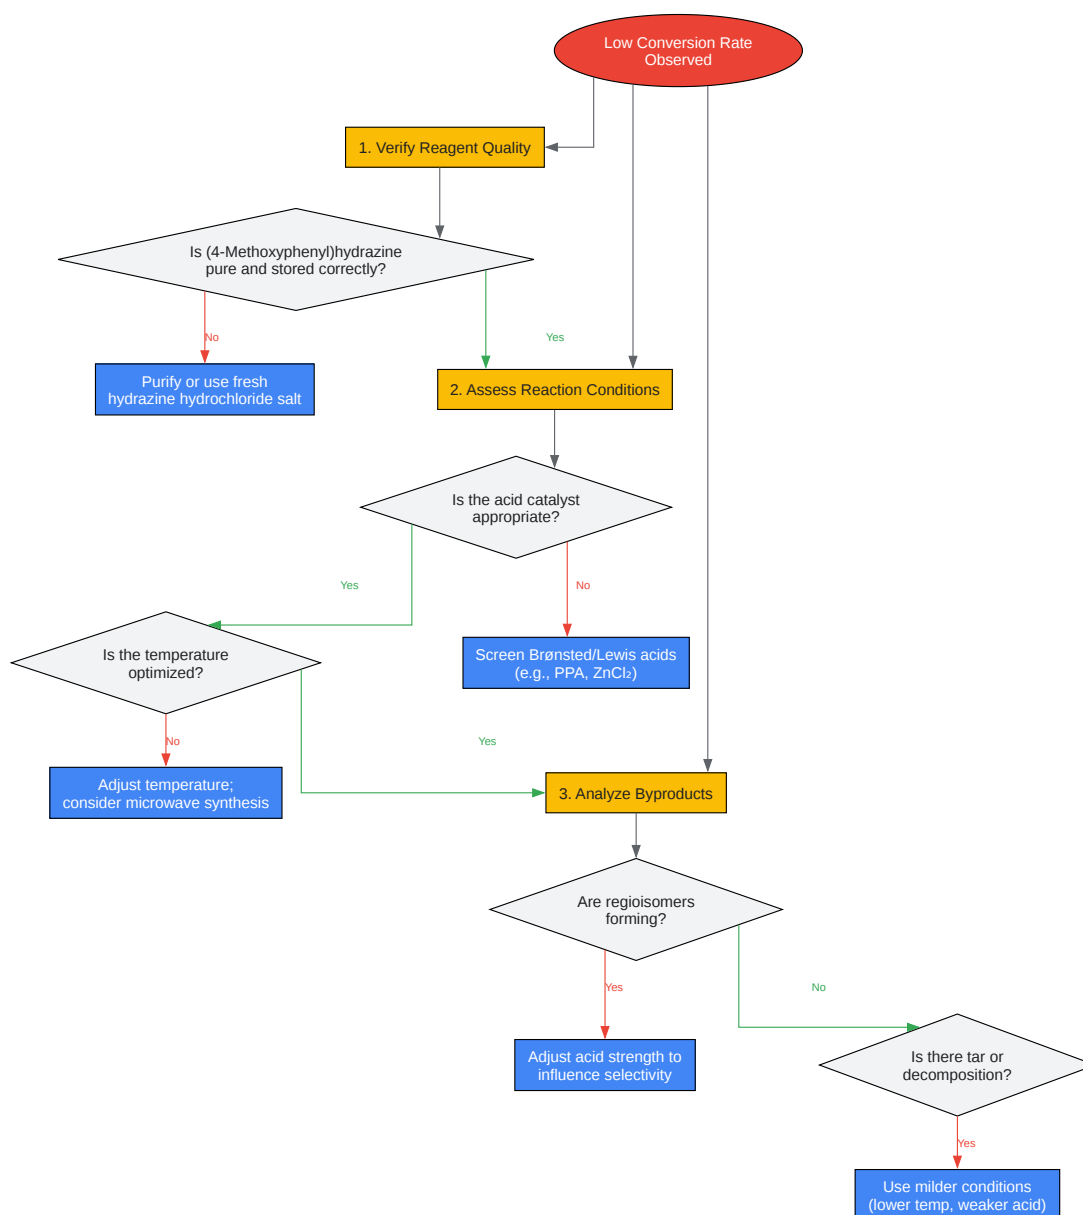 Low Conversion Rate
Observed
1. Verify Reagent Quality
Is (4-Methoxyphenyl)hydrazine
pure and stored correctly?
No
Yes
Purify or use fresh
hydrazine hydrochloride salt
2. Assess Reaction Conditions
Is the acid catalyst
appropriate?
Yes
No
Is the temperature
optimized?
Screen Brønsted/Lewis acids
(e.g., PPA, ZnCl₂)
No
Yes
Adjust temperature;
consider microwave synthesis
3. Analyze Byproducts
Are regioisomers
forming?
Yes
No
Adjust acid strength to
influence selectivity
Is there tar or
decomposition?
Yes
Use milder conditions
(lower temp, weaker acid)